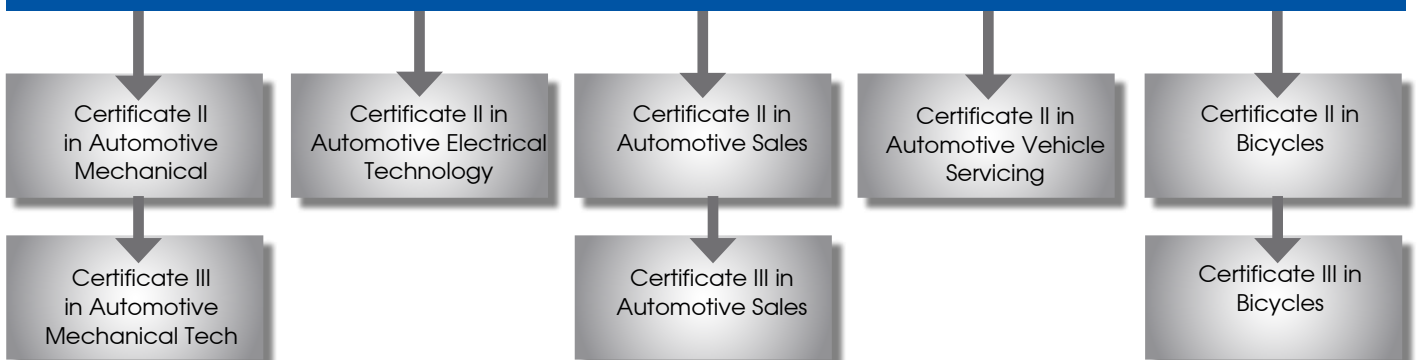 Certificate II
in Automotive
Mechanical
Certificate II in
Automotive Electrical
Technology
Certificate II in
Automotive Sales
Certificate II in
Automotive Vehicle
Servicing
Certificate II in
Bicycles
Certificate III
in Automotive
Mechanical Tech
Certificate III in
Automotive Sales
Certificate III in
Bicycles